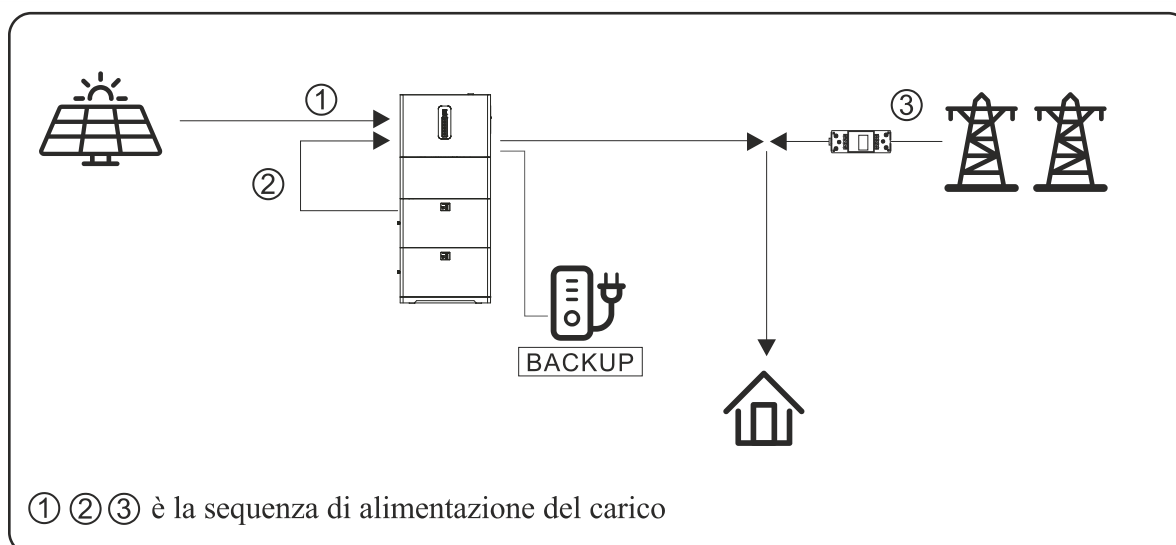 ①
③
②
BACKUP
① ② ③ è la sequenza di alimentazione del carico